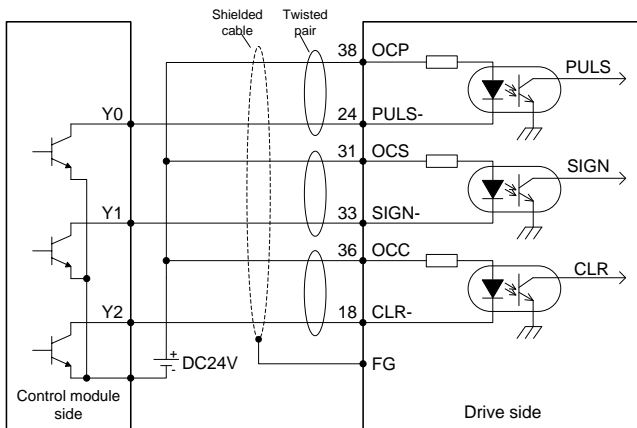 Shielded cable
Twisted pair
38 OCP
PULS
Y0
24 PULS-
31 OCS
SIGN
Y1
33 SIGN-
36 OCC
CLR
Y2
18 CLR-
+
DC24V
-
FG
Control module side
Drive side